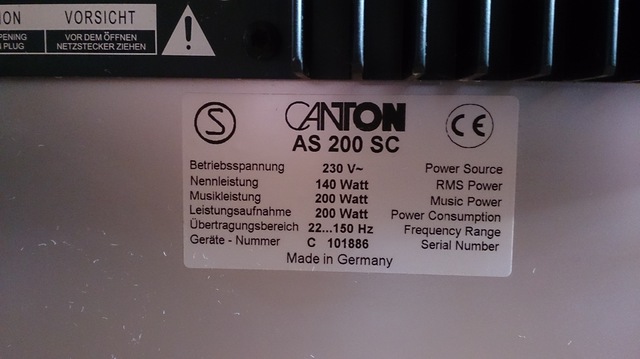 ION VORSICHT
PENING VOR DEM ÖFFNEN
PLUG NETZSTECKER ZIEHEN
!
S CANTON CE
AS 200 SC
Betriebsspannung 230 V~ Power Source
Nennleistung 140 Watt RMS Power
Musikleistung 200 Watt Music Power
Leistungsaufnahme 200 Watt Power Consumption
Übertragungsbereich 22...150 Hz Frequency Range
Geräte - Nummer C 101886 Serial Number
Made in Germany